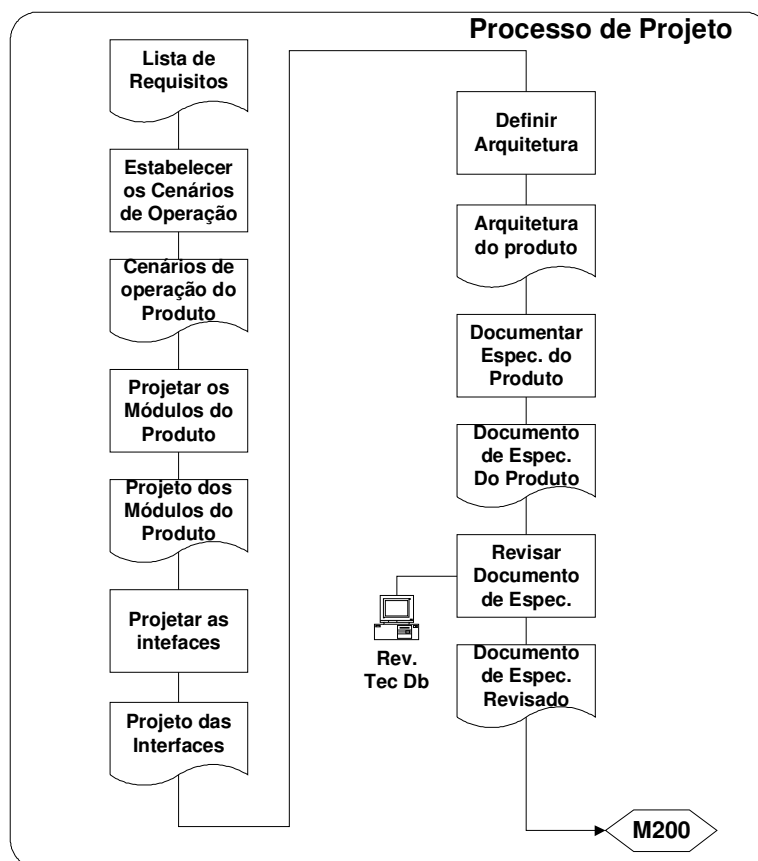 Processo de Projeto
Lista de
Requisitos
Estabelecer
os Cenários
de Operação
Cenários de
operação do
Produto
Projetar os
Módulos do
Produto
Projeto dos
Módulos do
Produto
Projetar as
intefaces
Projeto das
Interfaces
Definir
Arquitetura
Arquitetura
do produto
Documentar
Espec. do
Produto
Documento
de Espec.
Do Produto
Revisar
Documento
de Espec.
Rev.
Tec Db
Documento
de Espec.
Revisado
M200